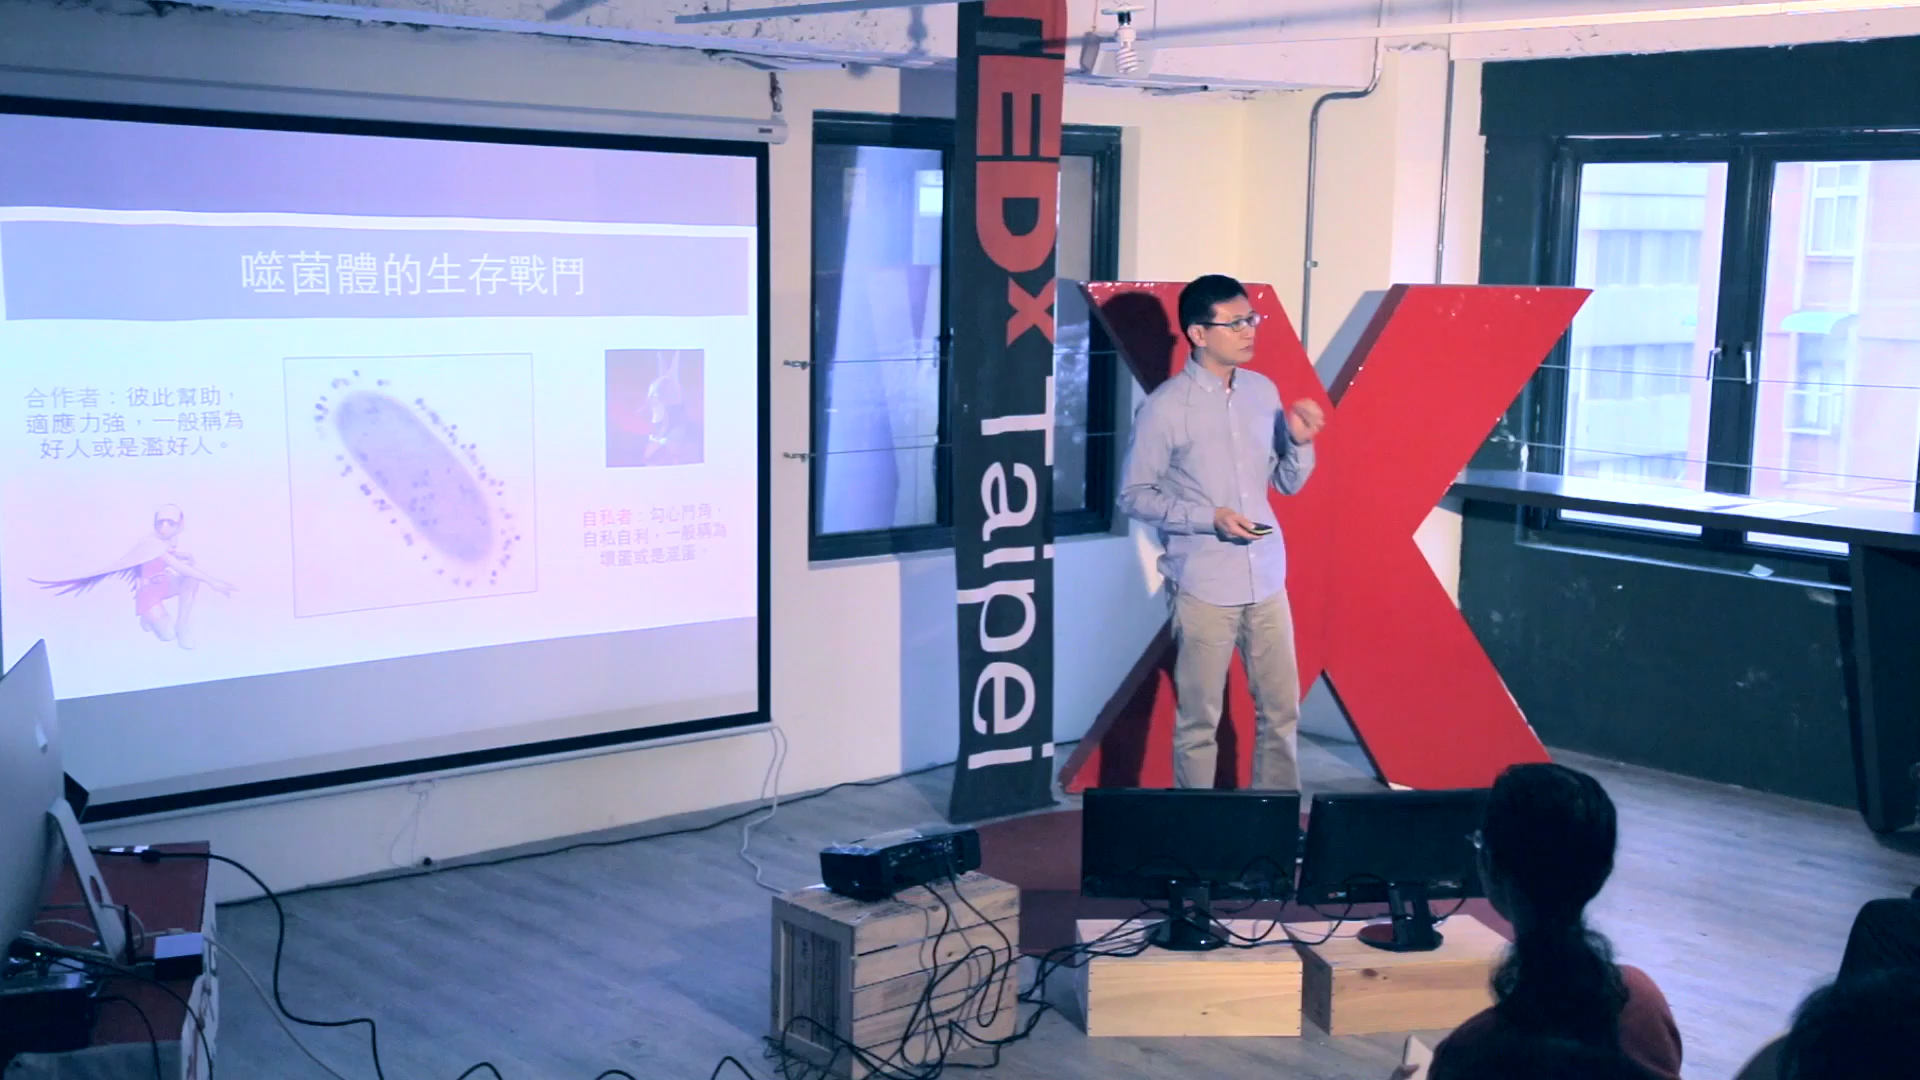 噬菌體的生存戰鬥
合作者：彼此幫助，
適應力強，一般稱為
好人或是濫好人。
自私者：勾心鬥角，
自私自利，一般稱為
壞蛋或是混蛋。
TEDx Taipei
X